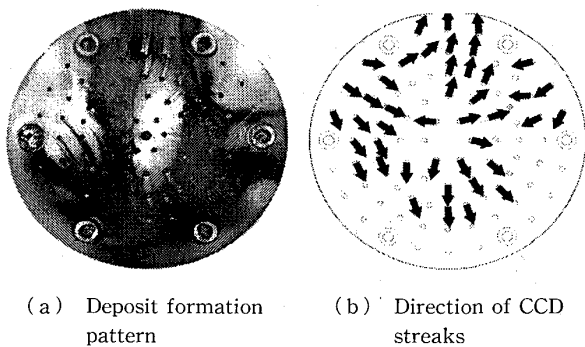 (a) Deposit formation
pattern
(b) Direction of CCD
streaks